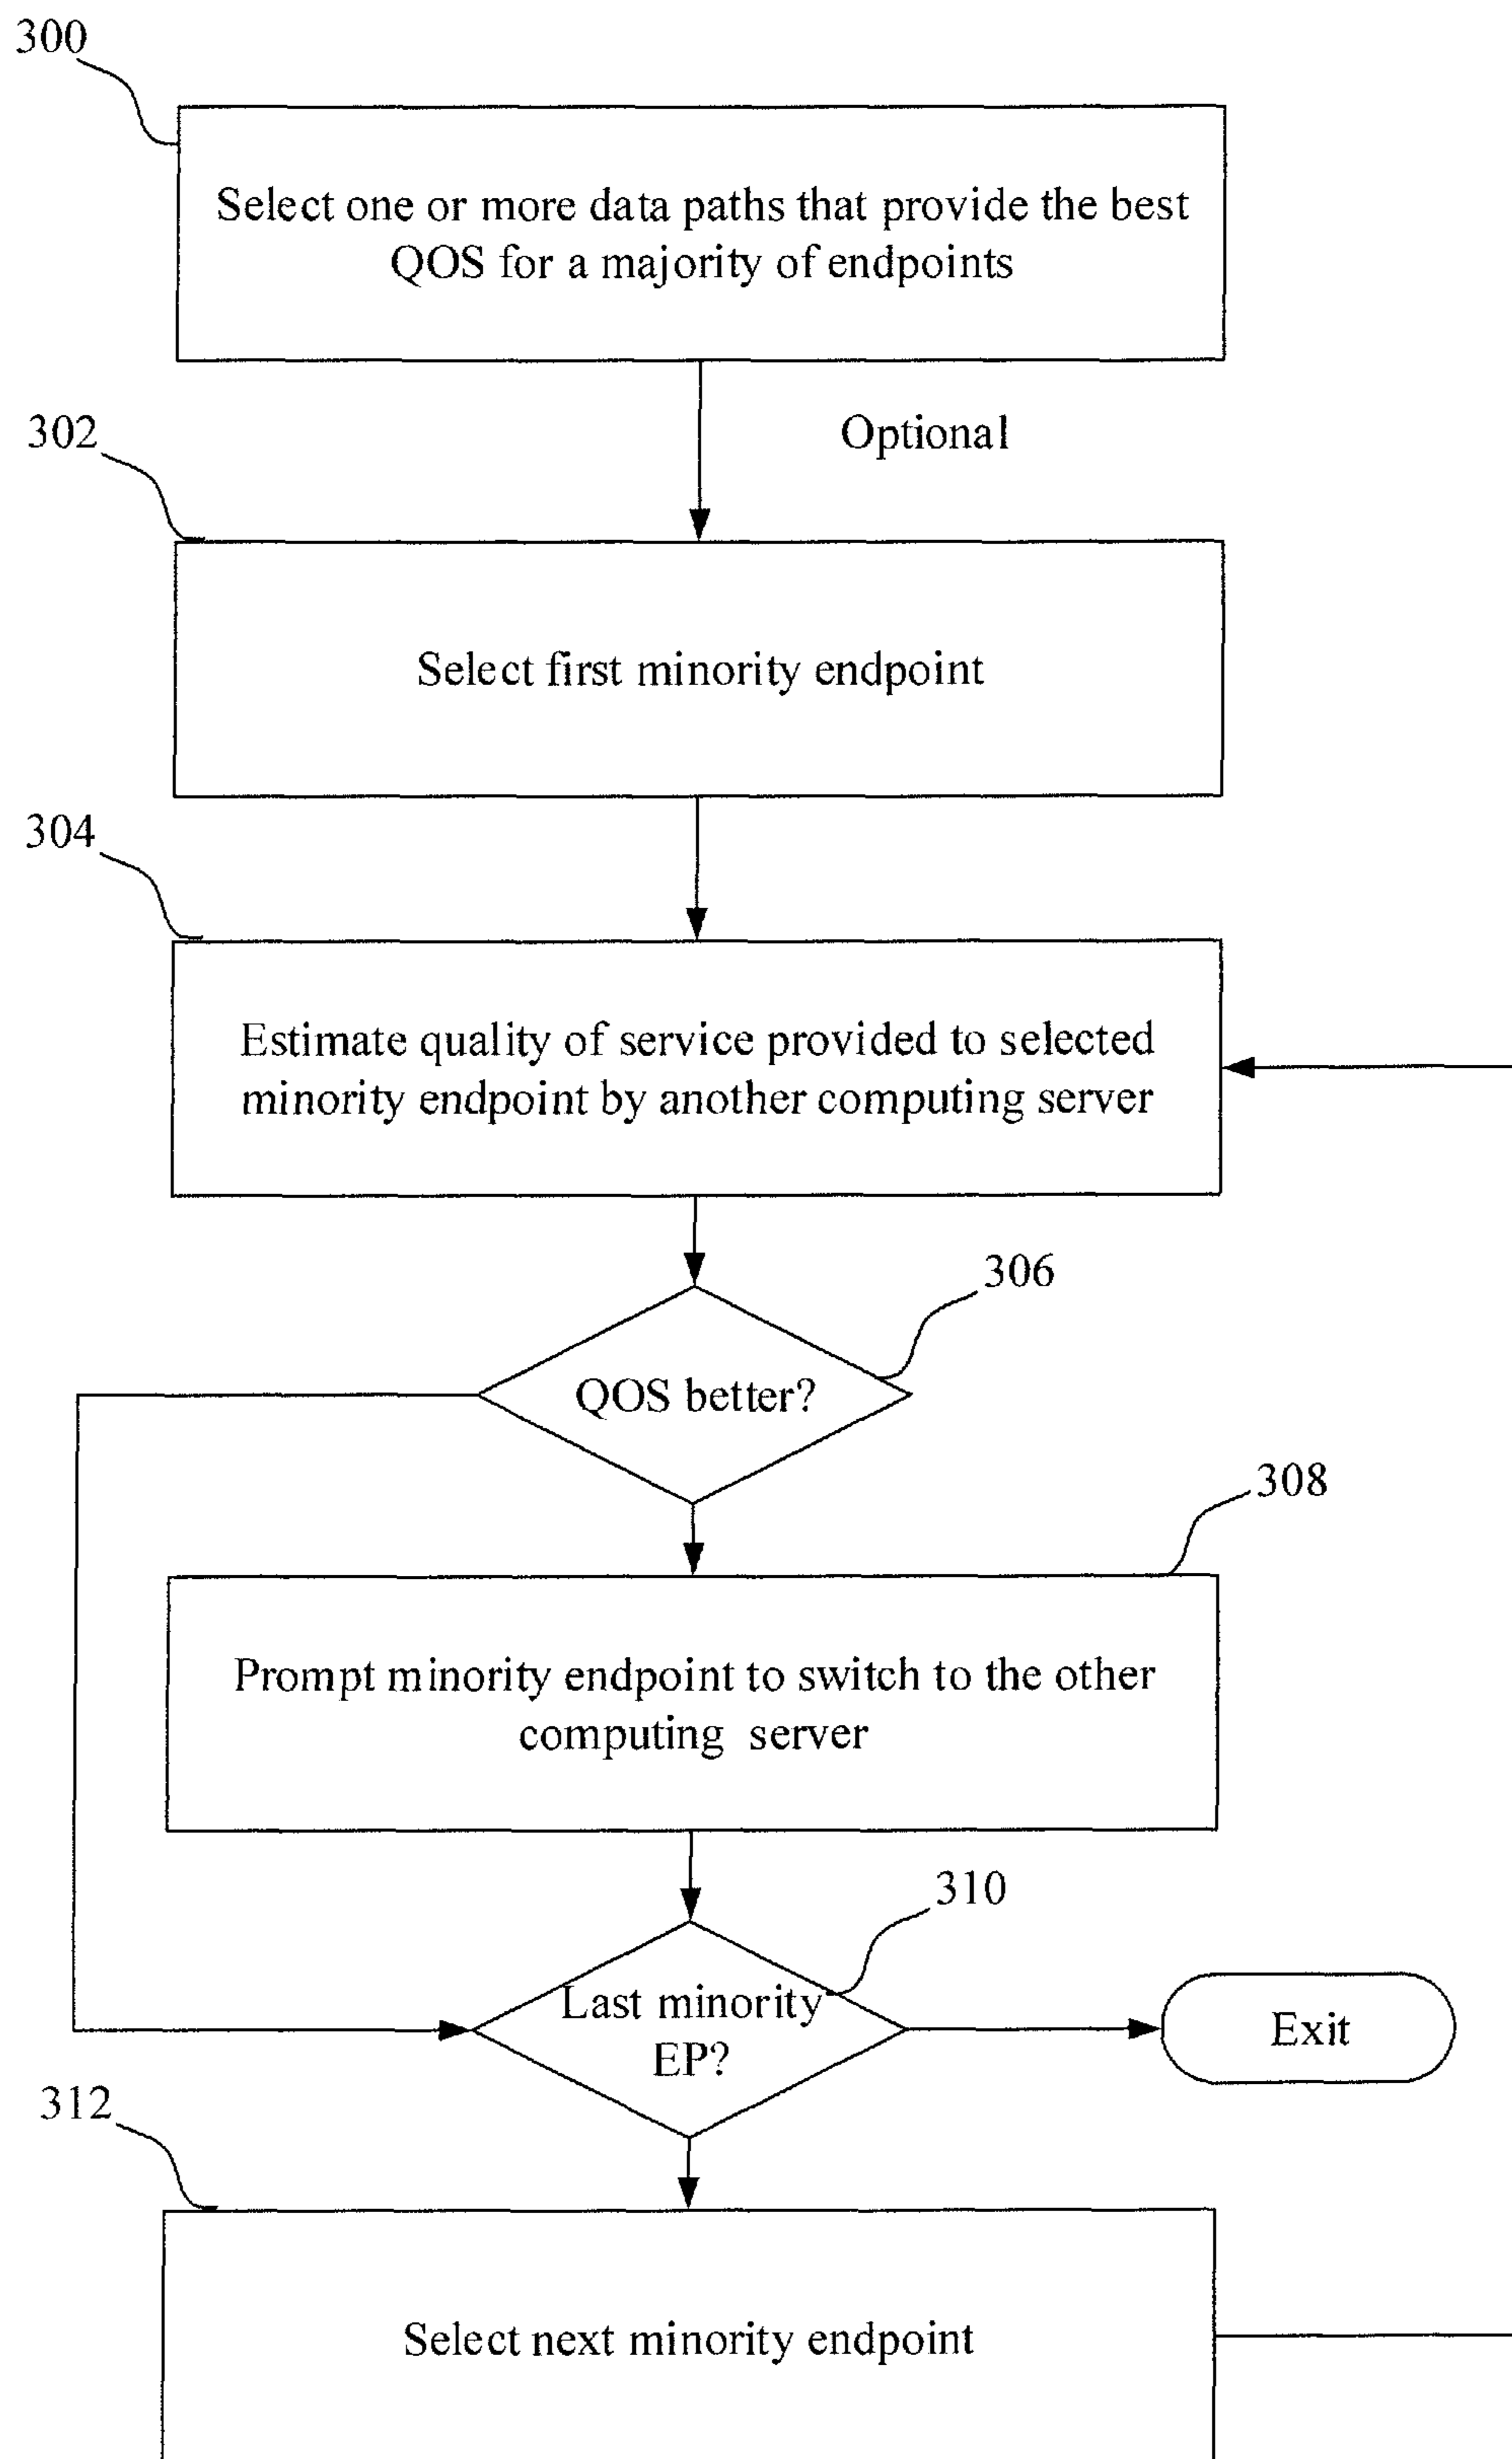 300
Select one or more data paths that provide the best
QOS for a majority of endpoints
302
Optional
Select first minority endpoint
304
Estimate quality of service provided to selected
minority endpoint by another computing server
306
QOS better?
308
Prompt minority endpoint to switch to the other
computing server
310
Last minority
EP?
Exit
312
Select next minority endpoint